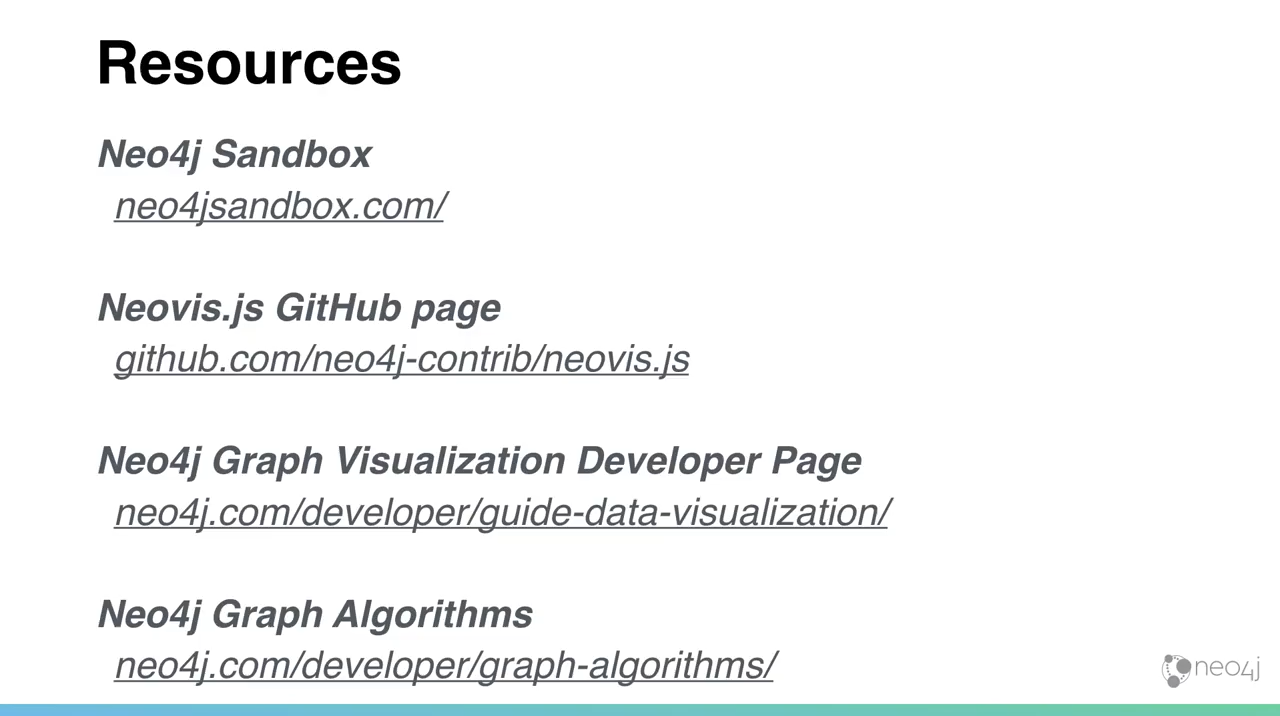 Resources
Neo4j Sandbox
neo4jsandbox.com/
Neovis.js GitHub page
github.com/neo4j-contrib/neovis.js
Neo4j Graph Visualization Developer Page
neo4j.com/developer/guide-data-visualization/
Neo4j Graph Algorithms
neo4j.com/developer/graph-algorithms/
neo4j